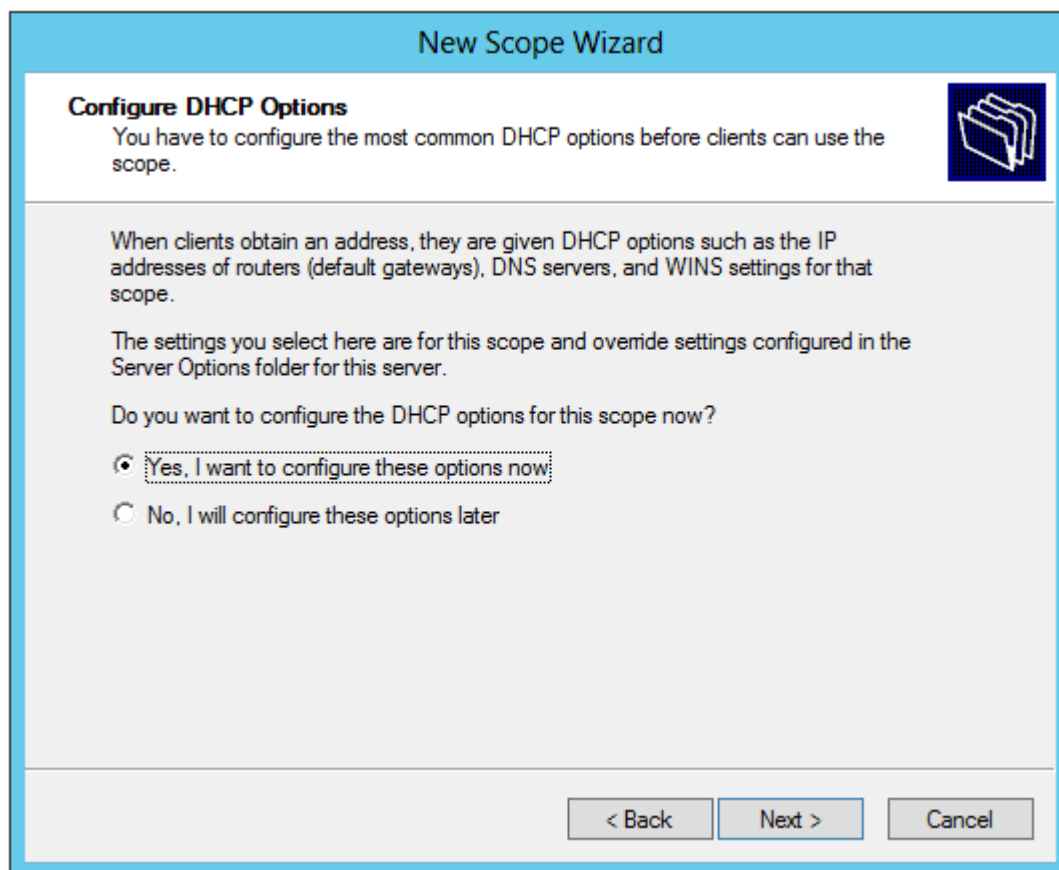 New Scope Wizard
Configure DHCP Options
You have to configure the most common DHCP options before clients can use the
scope.
When clients obtain an address, they are given DHCP options such as the IP
addresses of routers (default gateways), DNS servers, and WINS settings for that
scope.
The settings you select here are for this scope and override settings configured in the
Server Options folder for this server.
Do you want to configure the DHCP options for this scope now?
Yes, I want to configure these options now
No, I will configure these options later
< Back Next > Cancel